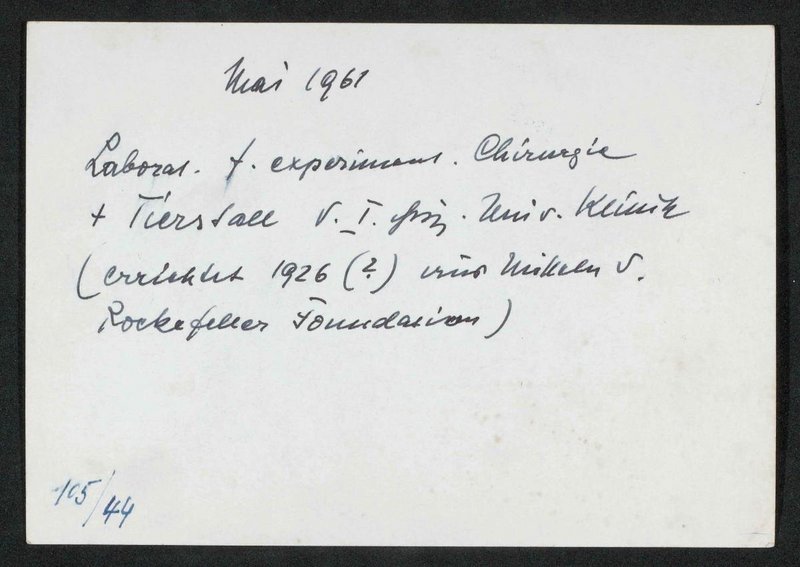 Mai 1961
Laborat. f. experiment. Chirurgie
+ Tierstall d. I. chir. Univ. Klinik
(errichtet 1926 (?) aus Mitteln d.
Rockefeller Foundation)
105/44